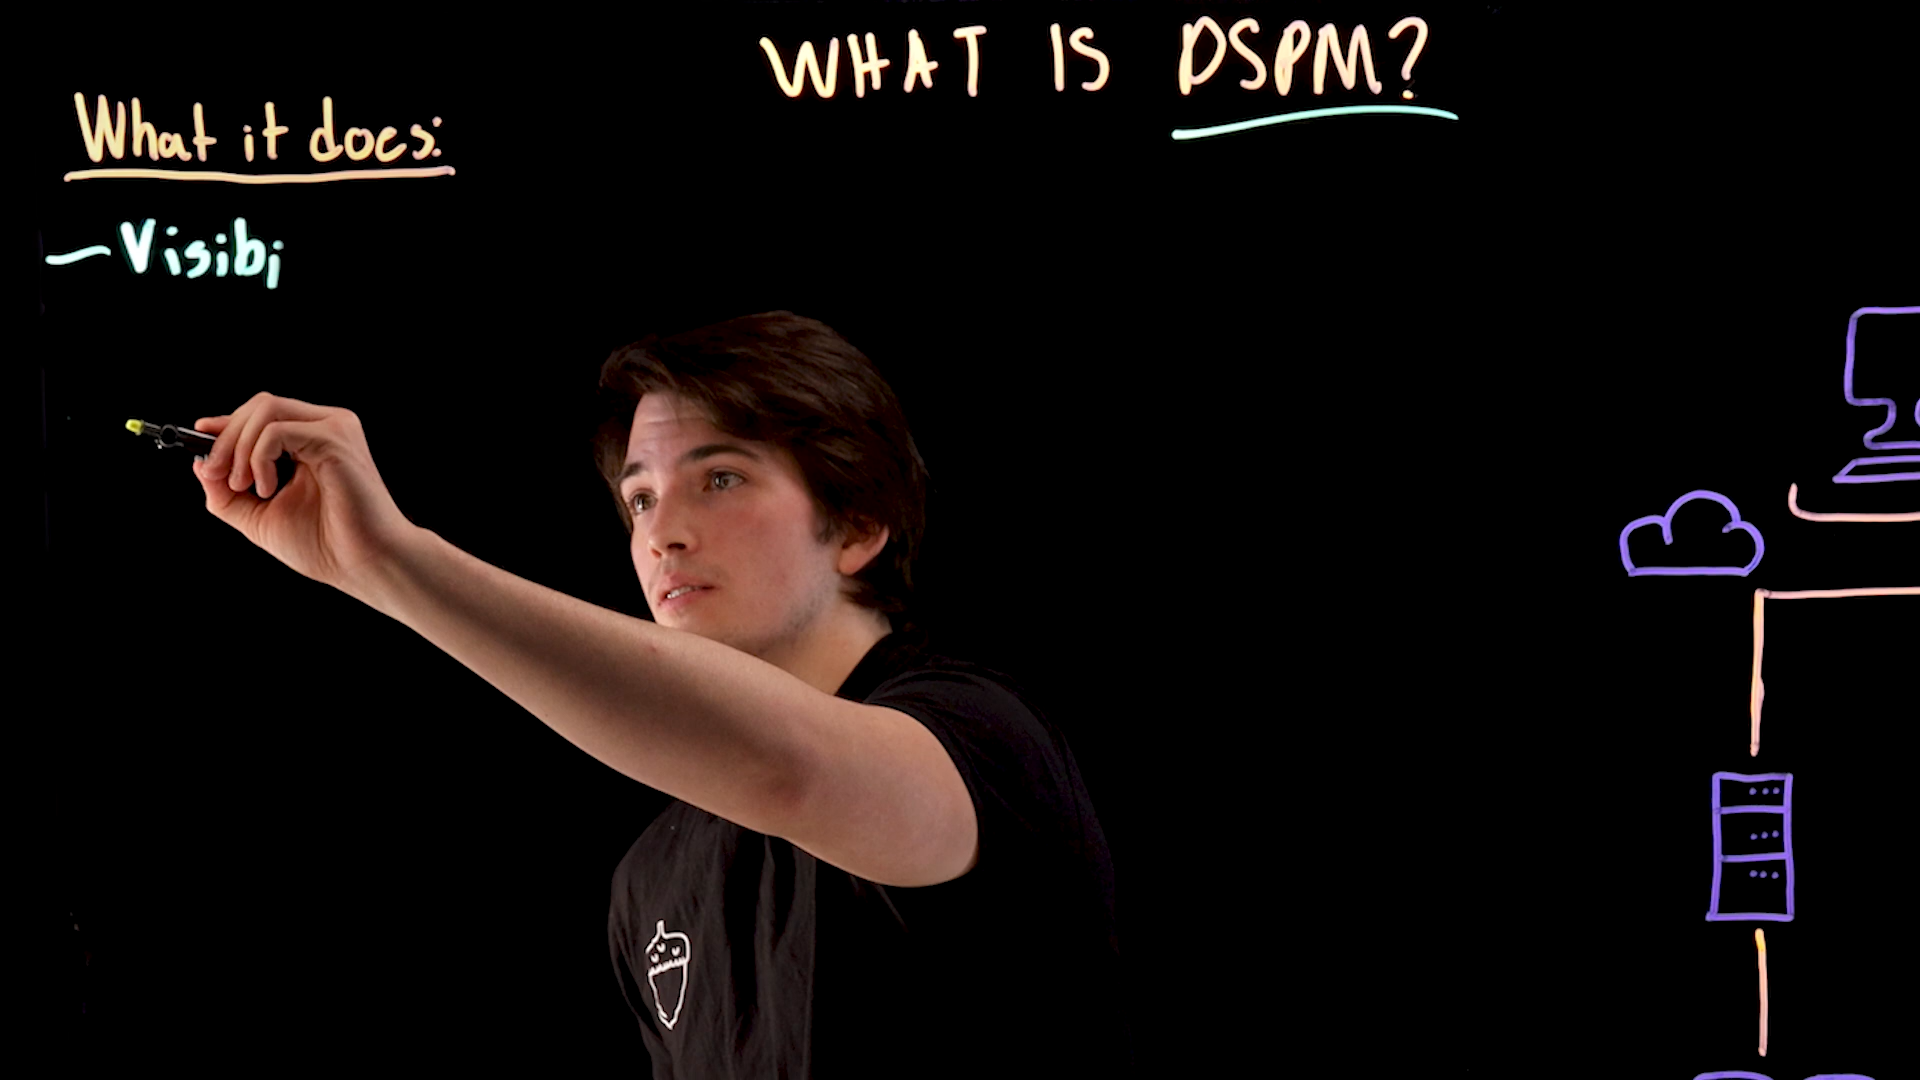 WHAT IS DSPM?
What it does:
— Visibi